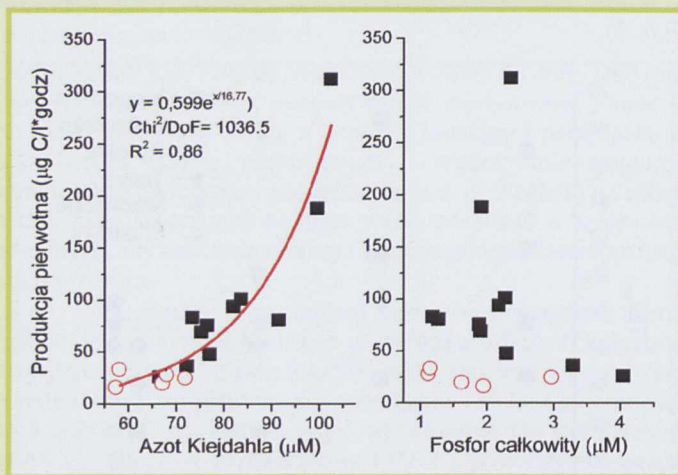 350
300
250
200
150
100
50
0
Produkcja pierwotna (µg C/l*godz)
y = 0,599e^x/16,77)
Chi²/DoF= 1036.5
R² = 0,86
60 70 80 90 100
Azot Kiejdahla (µM)
350
300
250
200
150
100
50
0
1 2 3 4
Fosfor całkowity (µM)